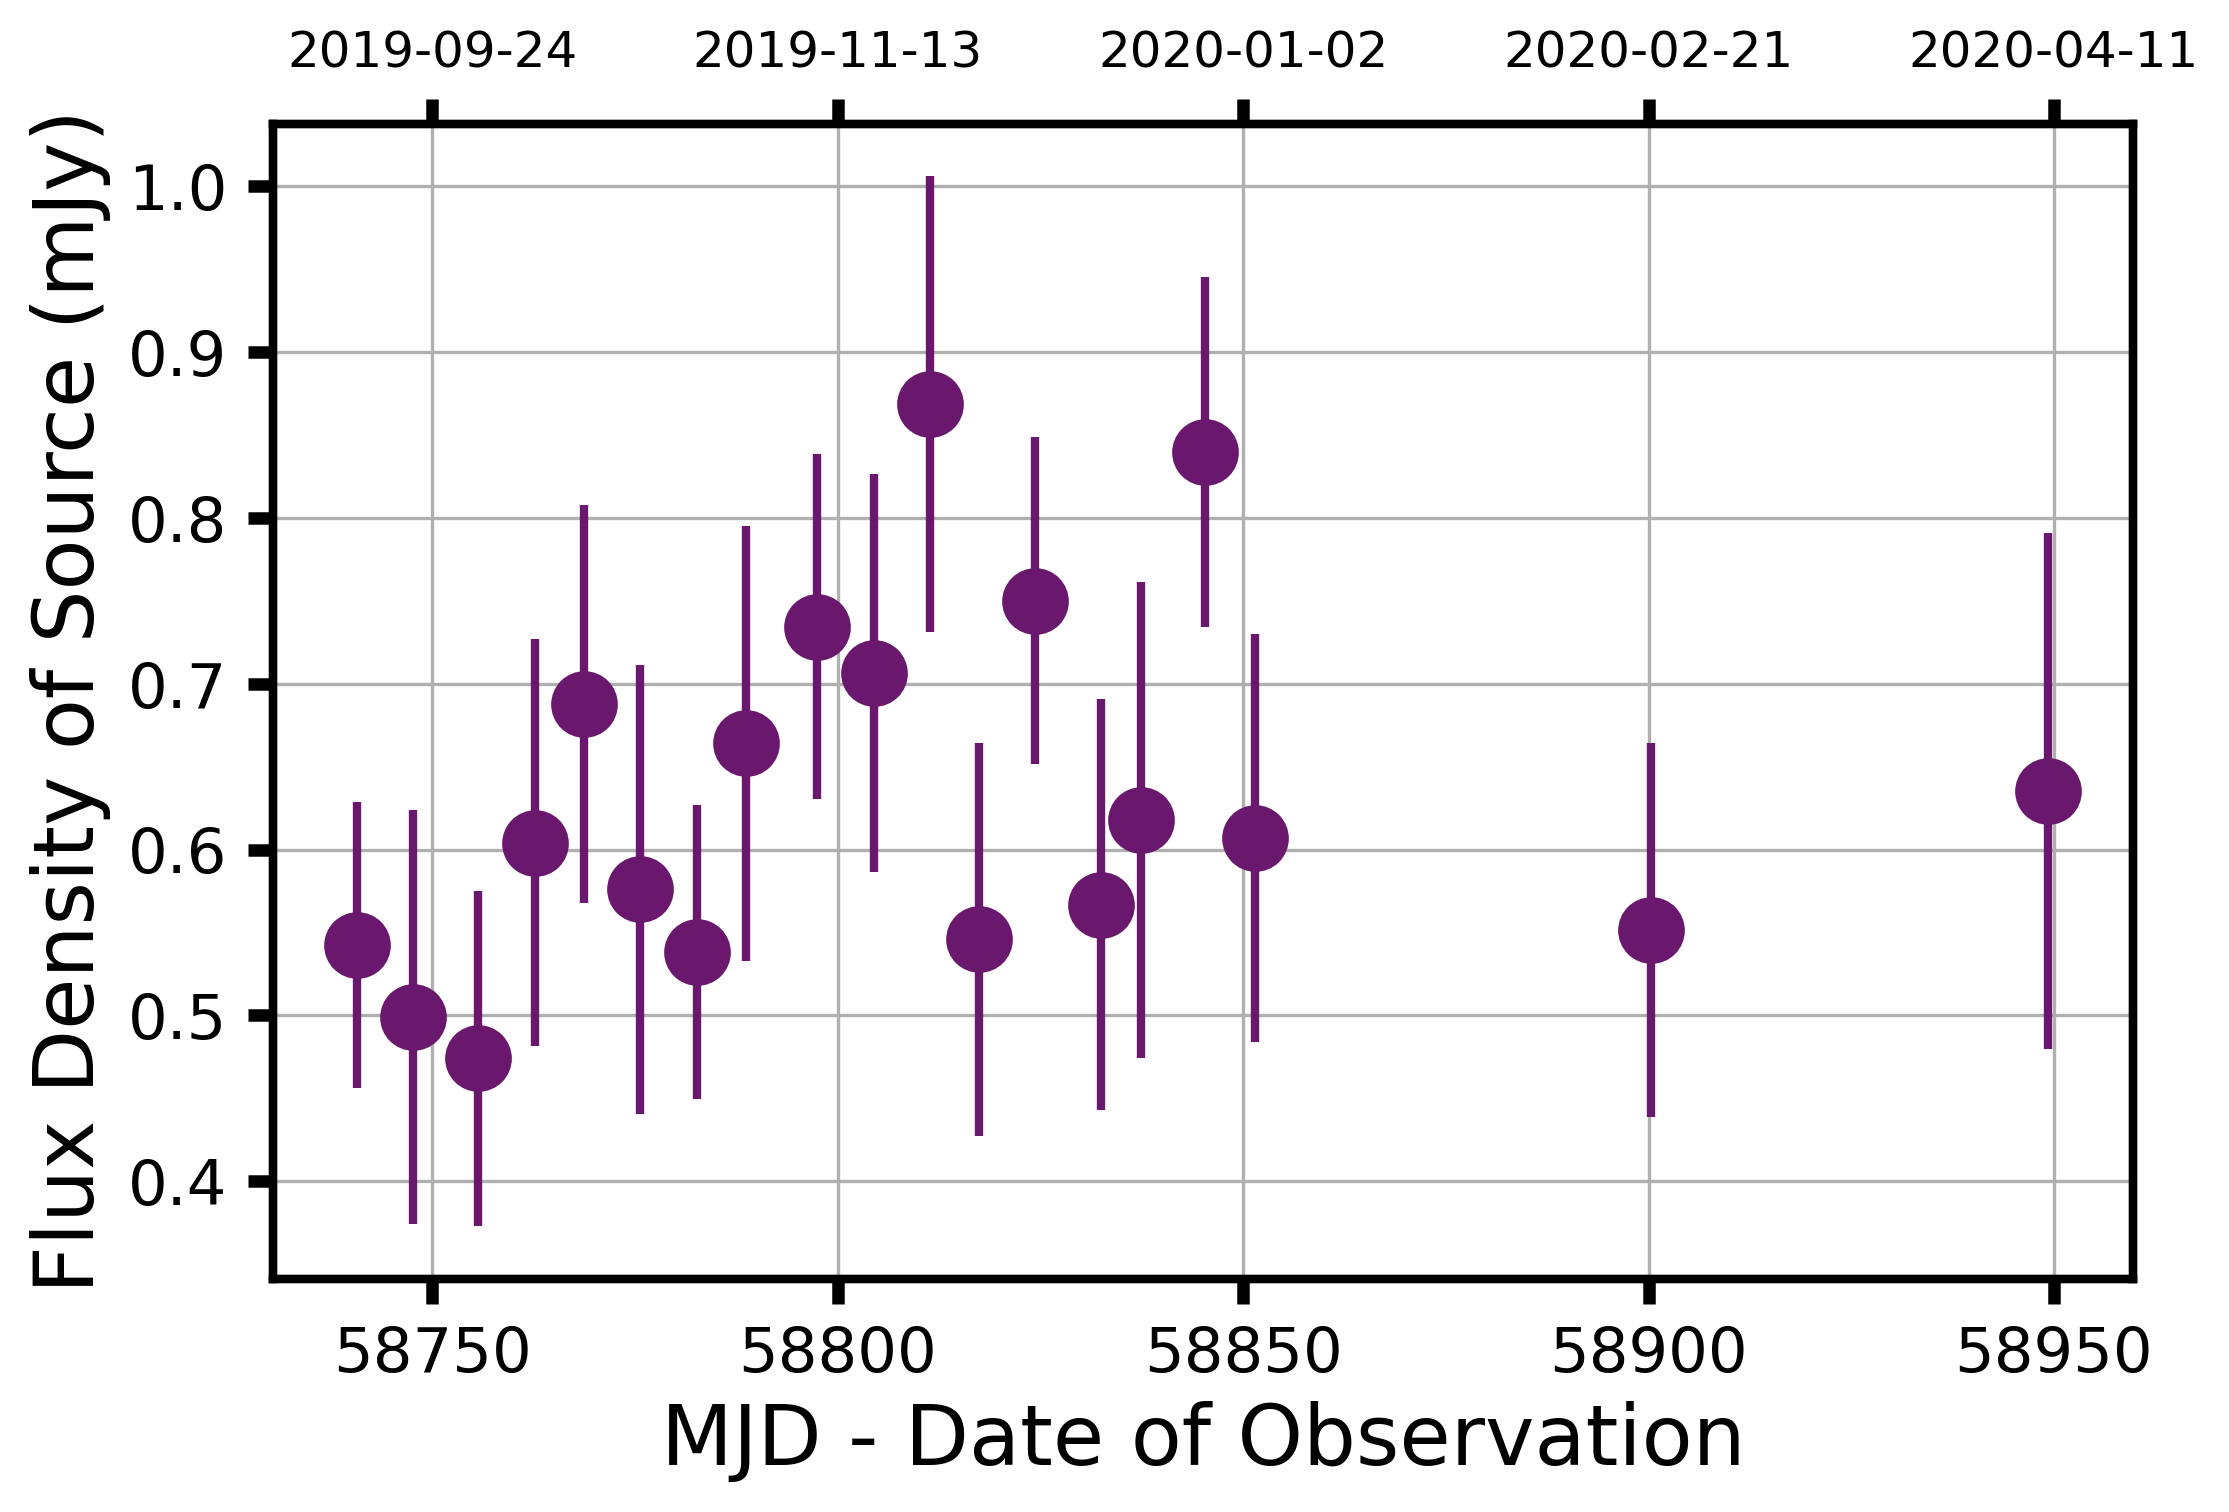 2019-09-24 2019-11-13 2020-01-02 2020-02-21 2020-04-11
Flux Density of Source (mJy)
1.0
0.9
0.8
0.7
0.6
0.5
0.4
58750 58800 58850 58900 58950
MJD - Date of Observation